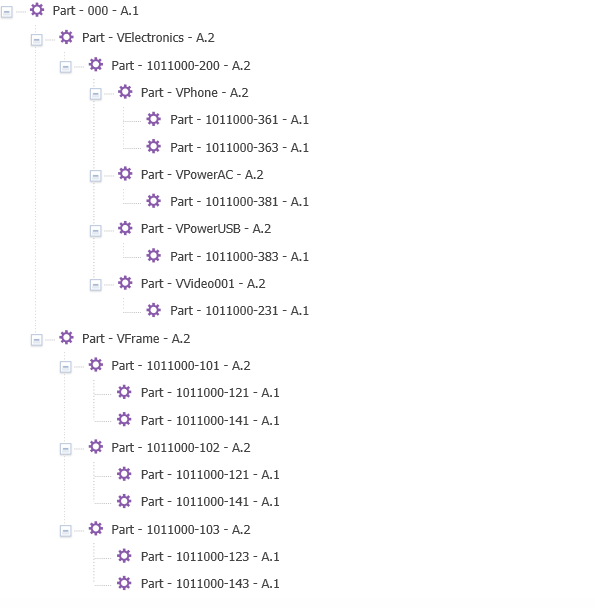 Part - 000 - A.1
Part - VElectronics - A.2
Part - 1011000-200 - A.2
Part - VPhone - A.2
Part - 1011000-361 - A.1
Part - 1011000-363 - A.1
Part - VPowerAC - A.2
Part - 1011000-381 - A.1
Part - VPowerUSB - A.2
Part - 1011000-383 - A.1
Part - VVideo001 - A.2
Part - 1011000-231 - A.1
Part - VFrame - A.2
Part - 1011000-101 - A.2
Part - 1011000-121 - A.1
Part - 1011000-141 - A.1
Part - 1011000-102 - A.2
Part - 1011000-121 - A.1
Part - 1011000-141 - A.1
Part - 1011000-103 - A.2
Part - 1011000-123 - A.1
Part - 1011000-143 - A.1